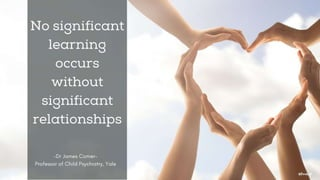 No significant
learning
occurs
without
significant
relationships
-Dr James Comer-
Professor of Child Psychiatry, Yale